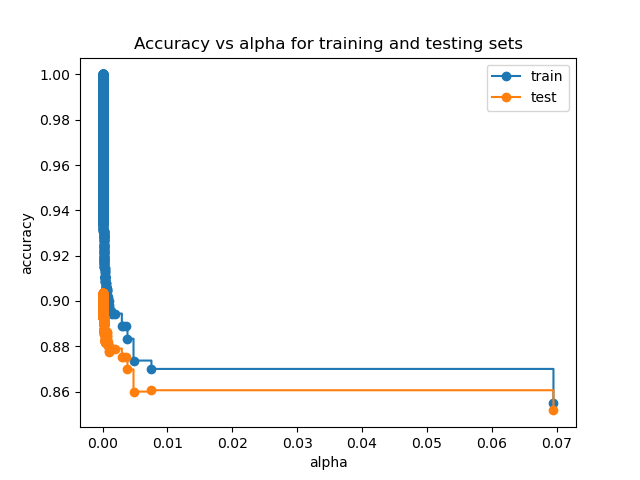 Accuracy vs alpha for training and testing sets
train
test
accuracy
1.00
0.98
0.96
0.94
0.92
0.90
0.88
0.86
0.00 0.01 0.02 0.03 0.04 0.05 0.06 0.07
alpha